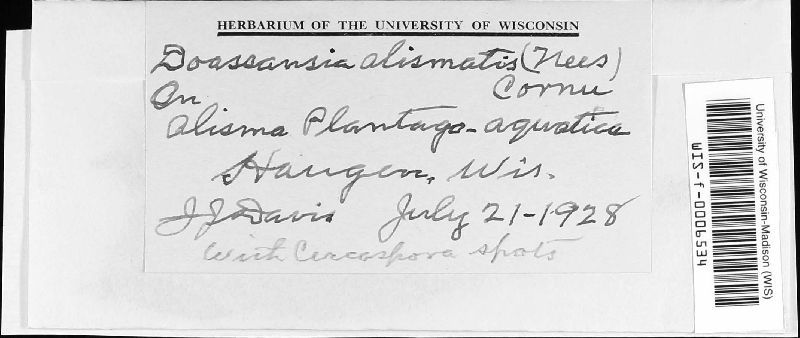 HERBARIUM OF THE UNIVERSITY OF WISCONSIN
Doassansia alismatis (Nees)
Cornu
On
Alisma Plantago-aquatica
Haugen, Wis.
J J Davis July 21-1928
With Cercospora spots
University of Wisconsin-Madison (WIS)
WIS-f-0006534